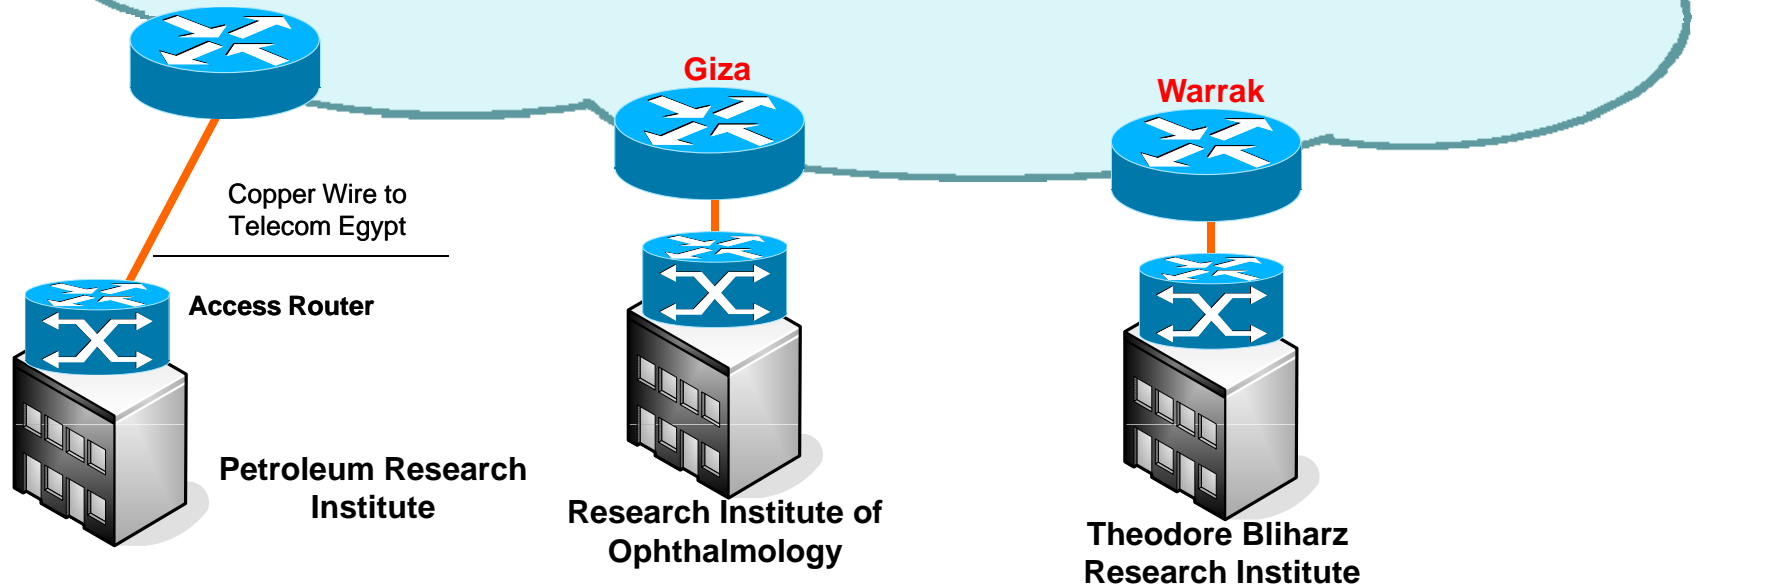 Giza
Warrak
Copper Wire to
Telecom Egypt
Access Router
Petroleum Research
Institute
Research Institute of
Ophthalmology
Theodore Bliharz
Research Institute